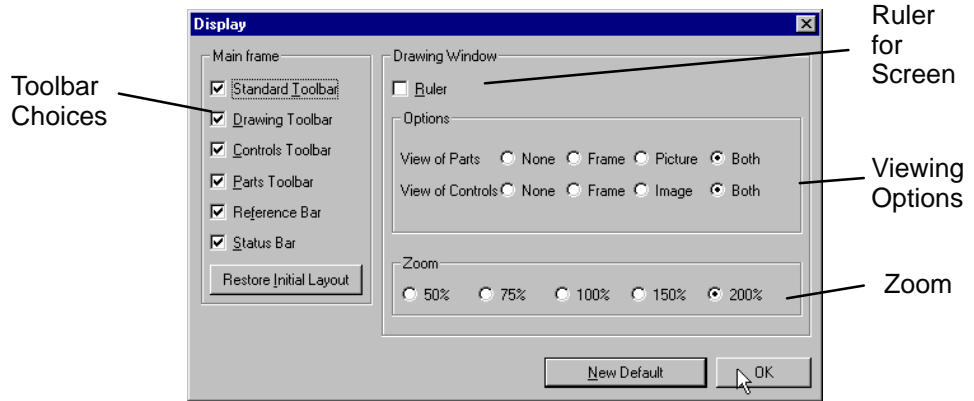 Display
Ruler
for
Screen
Main frame
Drawing Window
Toolbar
Choices
Standard Toolbar
Drawing Toolbar
Controls Toolbar
Parts Toolbar
Reference Bar
Status Bar
Restore Initial Layout
Ruler
Options
View of Parts None Frame Picture Both
View of Controls None Frame Image Both
Viewing
Options
Zoom
50% 75% 100% 150% 200%
Zoom
New Default OK